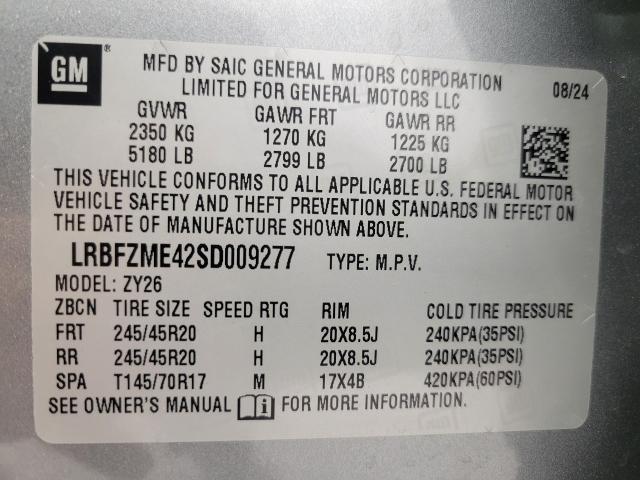 GM®
MFD BY SAIC GENERAL MOTORS CORPORATION
LIMITED FOR GENERAL MOTORS LLC
08/24
GVWR GAWR FRT GAWR RR
2350 KG 1270 KG 1225 KG
5180 LB 2799 LB 2700 LB
THIS VEHICLE CONFORMS TO ALL APPLICABLE U.S. FEDERAL MOTOR
VEHICLE SAFETY AND THEFT PREVENTION STANDARDS IN EFFECT ON
THE DATE OF MANUFACTURE SHOWN ABOVE.
LRBFZME42SD009277 TYPE: M.P.V.
MODEL: ZY26
ZBCN TIRE SIZE SPEED RTG RIM COLD TIRE PRESSURE
FRT 245/45R20 H 20X8.5J 240KPA(35PSI)
RR 245/45R20 H 20X8.5J 240KPA(35PSI)
SPA T145/70R17 M 17X4B 420KPA(60PSI)
SEE OWNER'S MANUAL FOR MORE INFORMATION.